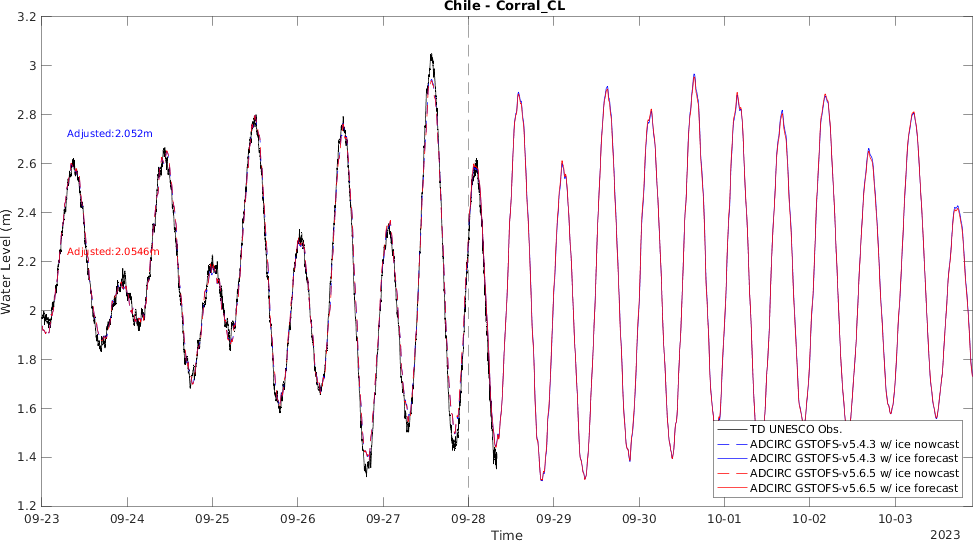 Chile - Corral_CL
3.2
3
2.8
2.6
2.4
2.2
2
1.8
1.6
1.4
1.2
Water Level (m)
Adjusted:2.052m
Adjusted:2.0546m
TD UNESCO Obs.
ADCIRC GSTOFS-v5.4.3 w/ ice nowcast
ADCIRC GSTOFS-v5.4.3 w/ ice forecast
ADCIRC GSTOFS-v5.6.5 w/ ice nowcast
ADCIRC GSTOFS-v5.6.5 w/ ice forecast
09-23 09-24 09-25 09-26 09-27 09-28 09-29 09-30 10-01 10-02 10-03
Time
2023